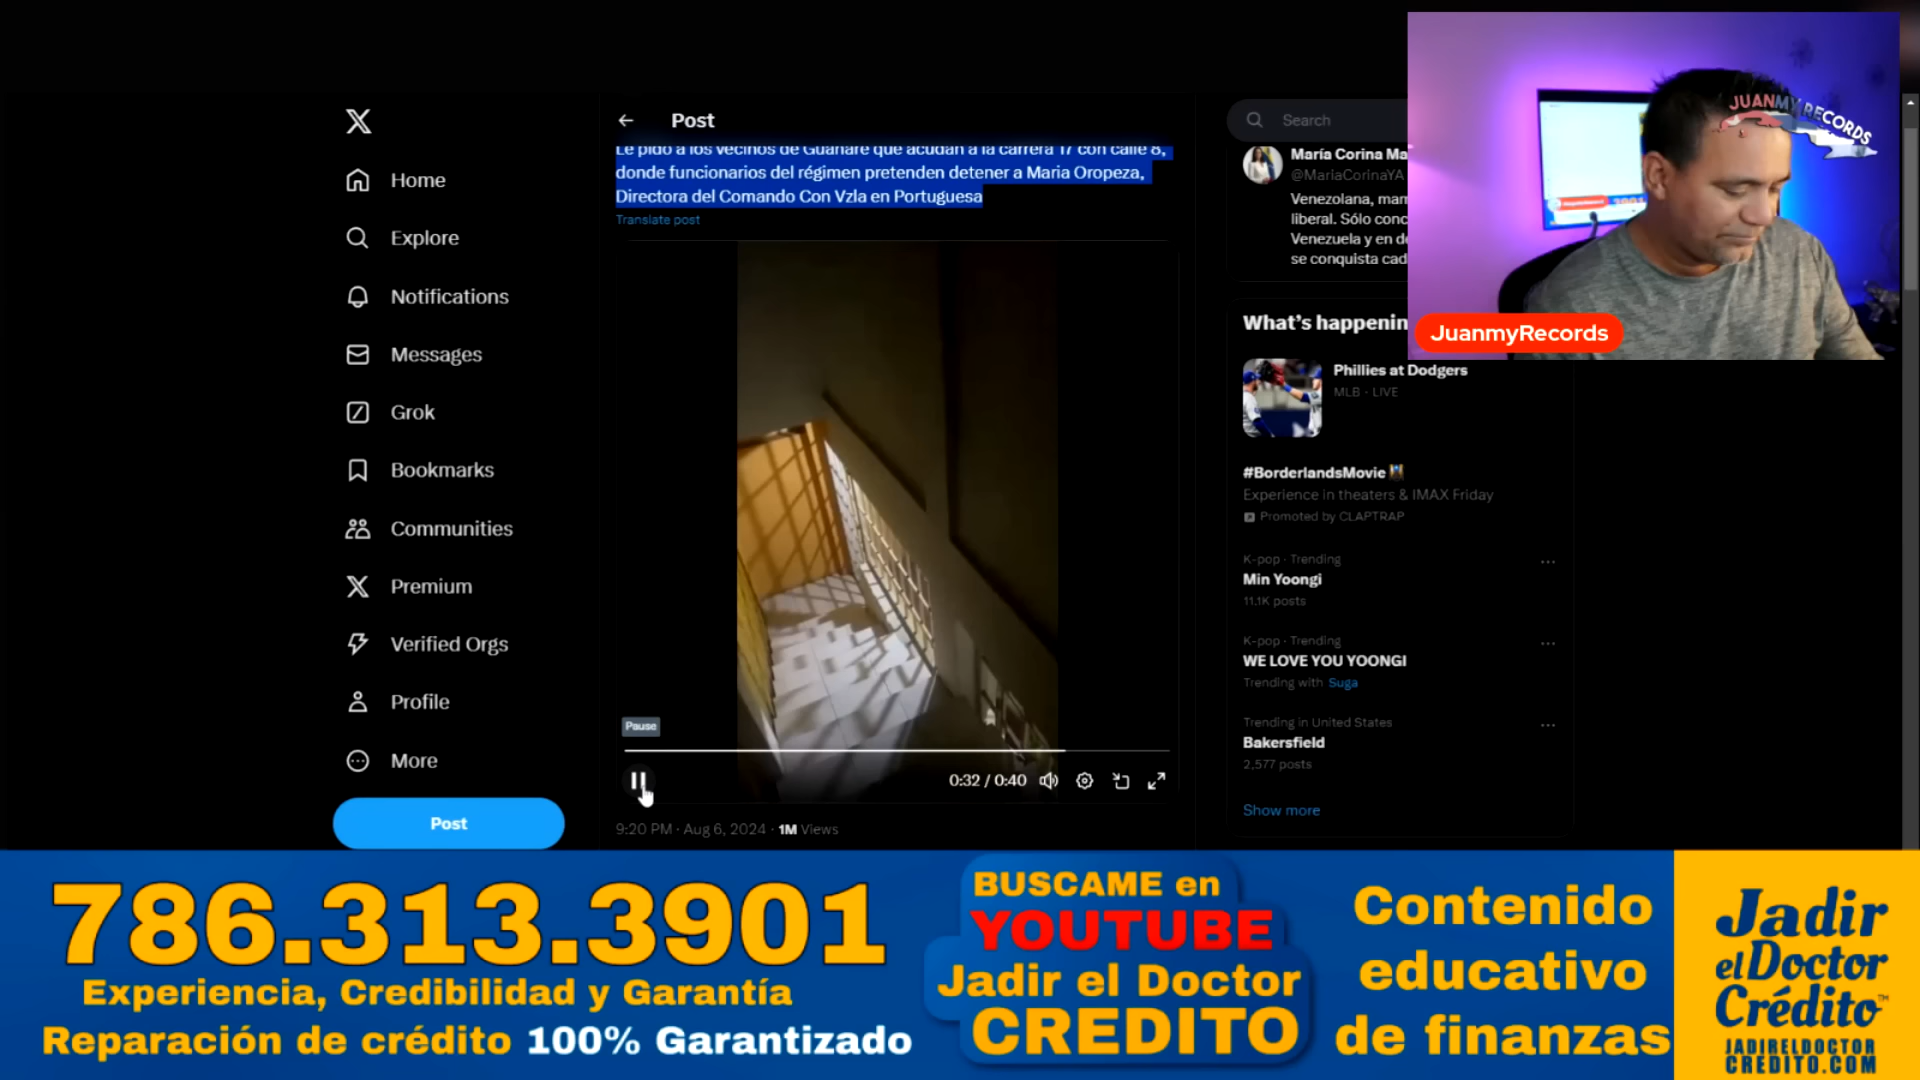 Post
Search
Le pido a los vecinos de Guanare que acudan a la carrera 17 con calle 8,
donde funcionarios del régimen pretenden detener a Maria Oropeza,
Directora del Comando Con Vzla en Portuguesa
Translate post
Home
Explore
Notifications
Messages
Grok
Bookmarks
Communities
Premium
Verified Orgs
Profile
More
Post
Pause
0:32 / 0:40
9:20 PM · Aug 6, 2024 · 1M Views
María Corina Ma
@MariaCorinaYA
Venezolana, mam
liberal. Sólo conc
Venezuela y en de
se conquista cad
What's happenin
Phillies at Dodgers
MLB · LIVE
#BorderlandsMovie
Experience in theaters & IMAX Friday
Promoted by CLAPTRAP
K-pop · Trending
Min Yoongi
11.1K posts
K-pop · Trending
WE LOVE YOU YOONGI
Trending with Suga
Trending in United States
Bakersfield
2,577 posts
Show more
JUANMY RECORDS
JuanmyRecords
786.313.3901
Experiencia, Credibilidad y Garantía
Reparación de crédito 100% Garantizado
BUSCAME en
YOUTUBE
Jadir el Doctor
CREDITO
Contenido
educativo
de finanzas
Jadir
el Doctor
Crédito™
JADIRELDOCTOR
CREDITO.COM